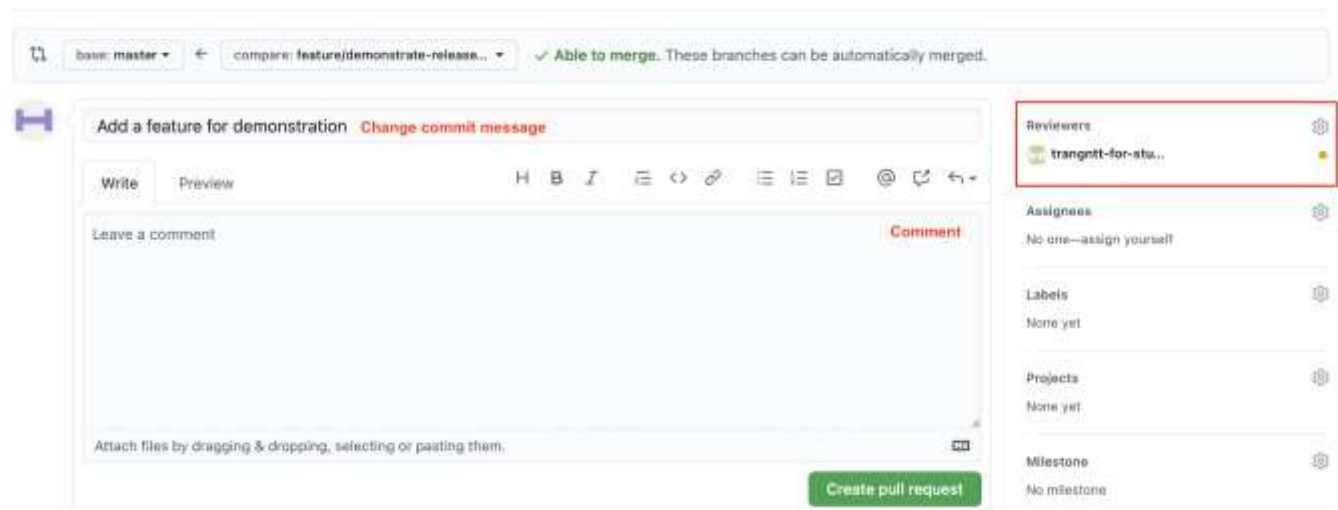 base: master ← compare: feature/demonstrate-release... ✓ Able to merge. These branches can be automatically merged.
Add a feature for demonstration Change commit message
Write Preview H B I
Leave a comment Comment
Attach files by dragging & dropping, selecting or pasting them.
Create pull request
Reviewers
trangntt-for-stu...
Assignees
No one—assign yourself
Labels
None yet
Projects
None yet
Milestone
No milestone